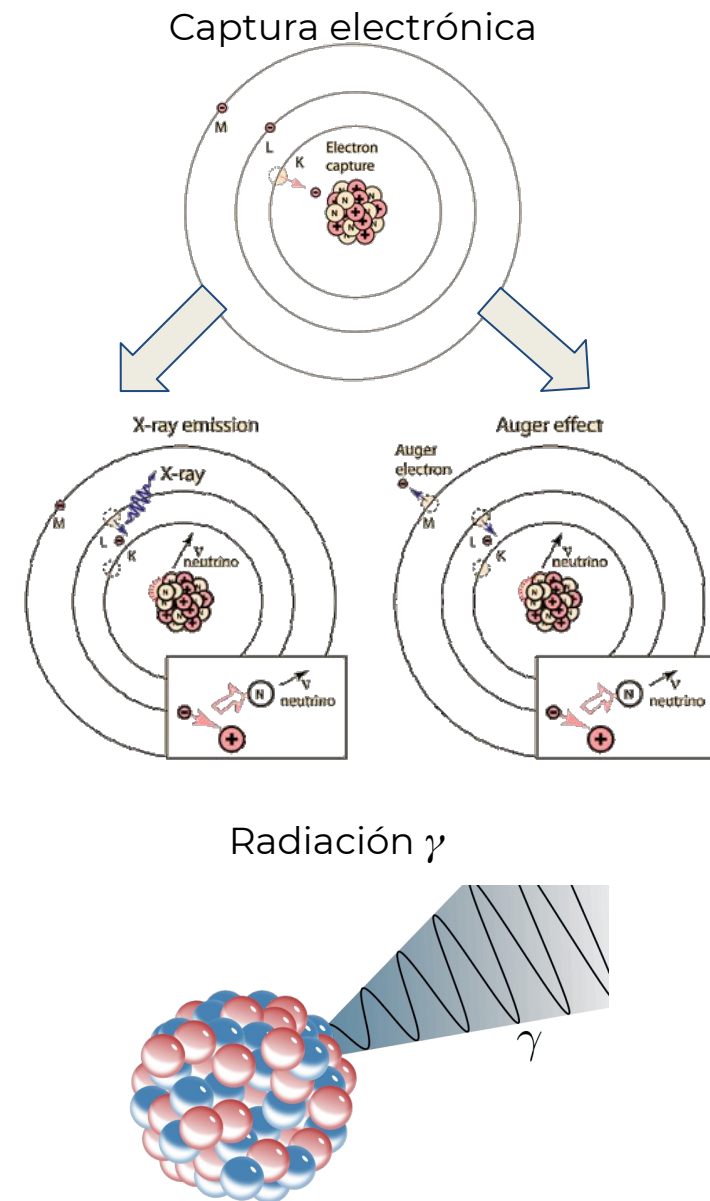 Captura electrónica
M
L
K
Electron
capture
N
N
N
N
N
+
+
+
+
X-ray emission
X-ray
M
L
K
ν
neutrino
N
N
N
+
+
+
N
ν
neutrino
+
Auger effect
Auger
electron
M
L
K
ν
neutrino
N
N
N
+
+
+
N
ν
neutrino
+
Radiación γ
γ